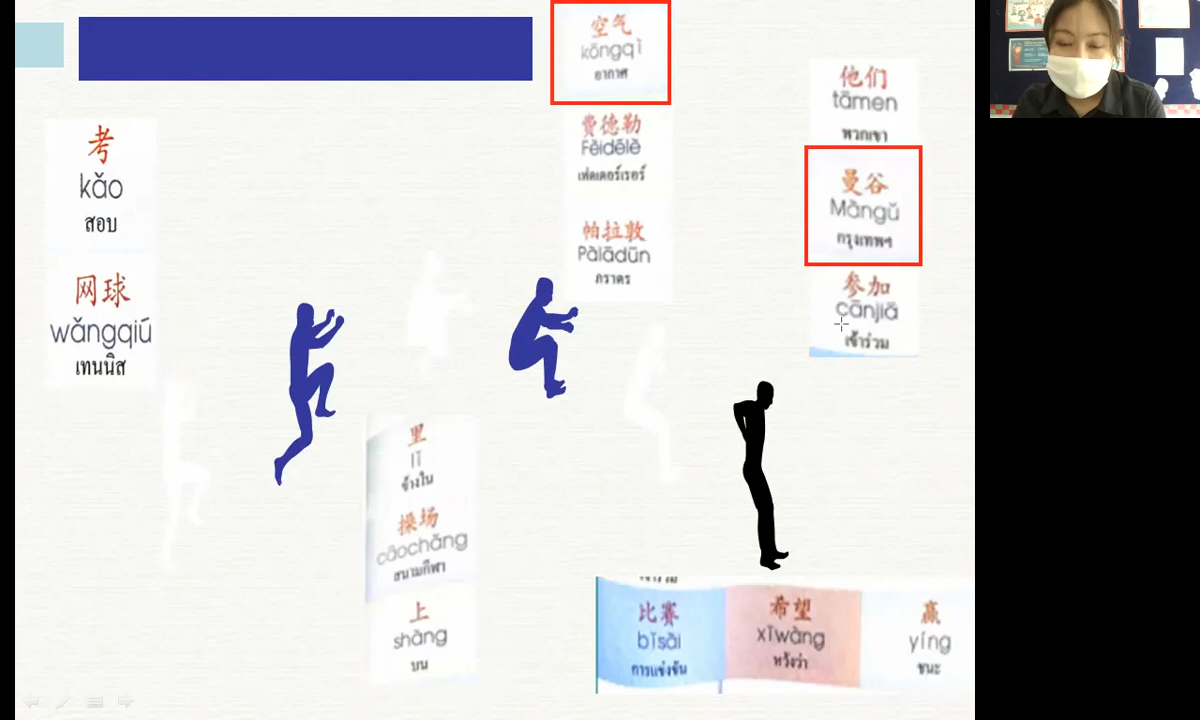 空气
kōngqì
อากาศ
他们
tāmen
พวกเขา
费德勒
Fèidélè
เฟดเดอร์เรอร์
考
kǎo
สอบ
曼谷
Màngǔ
กรุงเทพฯ
帕拉敦
Pàlādūn
ภราดร
网球
wǎngqiú
เทนนิส
参加
cānjiā
เข้าร่วม
里
lǐ
ข้างใน
操场
cāochǎng
สนามกีฬา
上
shàng
บน
เข้าร่วม
比赛
bǐsài
การแข่งขัน
希望
xīwàng
หวังว่า
赢
yíng
ชนะ